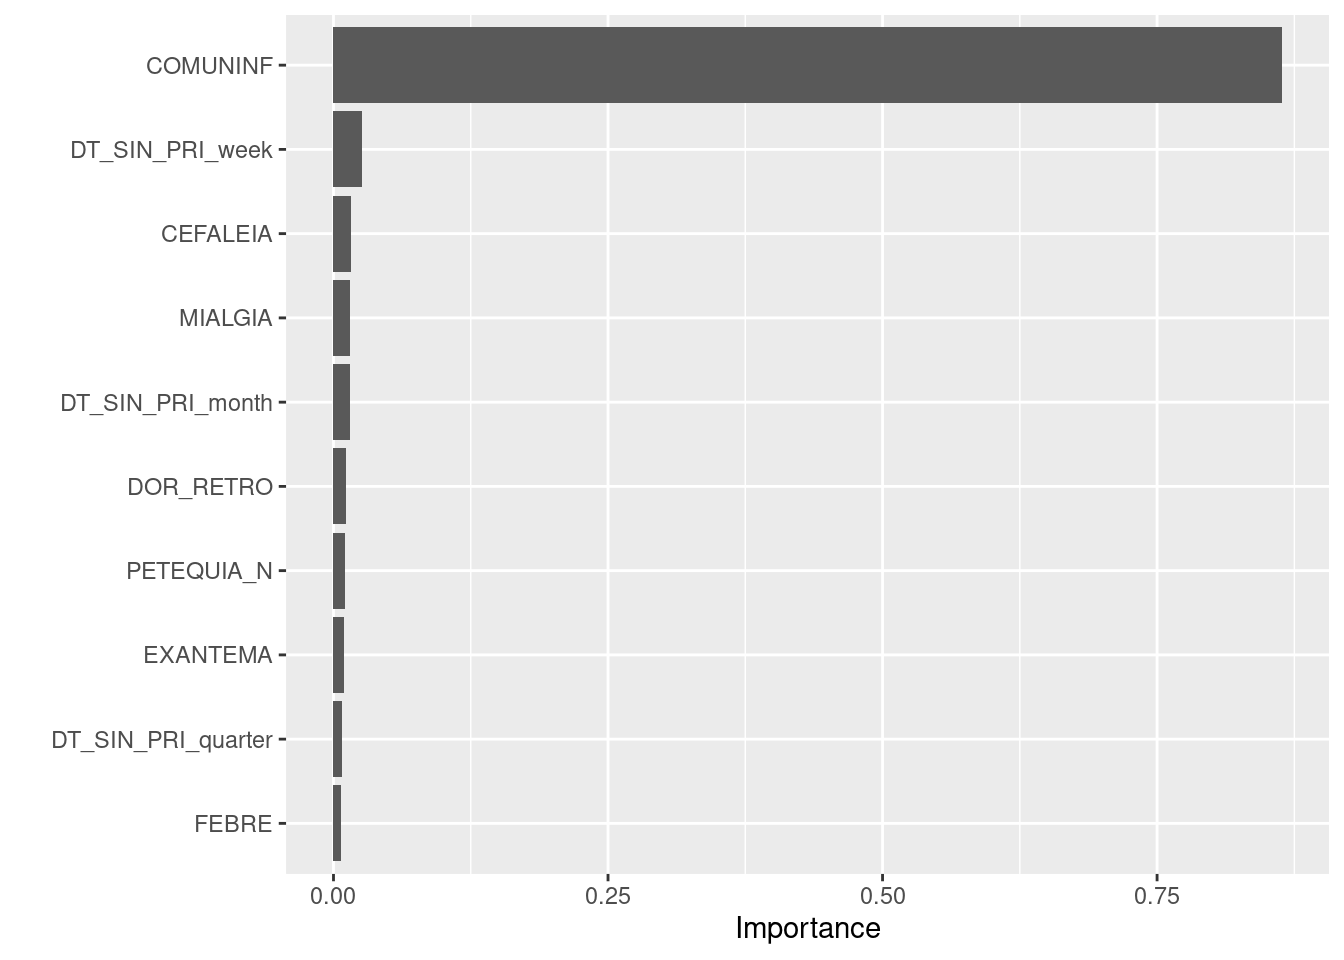 COMUNINF
DT_SIN_PRI_week
CEFALEIA
MIALGIA
DT_SIN_PRI_month
DOR_RETRO
PETEQUIA_N
EXANTEMA
DT_SIN_PRI_quarter
FEBRE
0.00 0.25 0.50 0.75
Importance